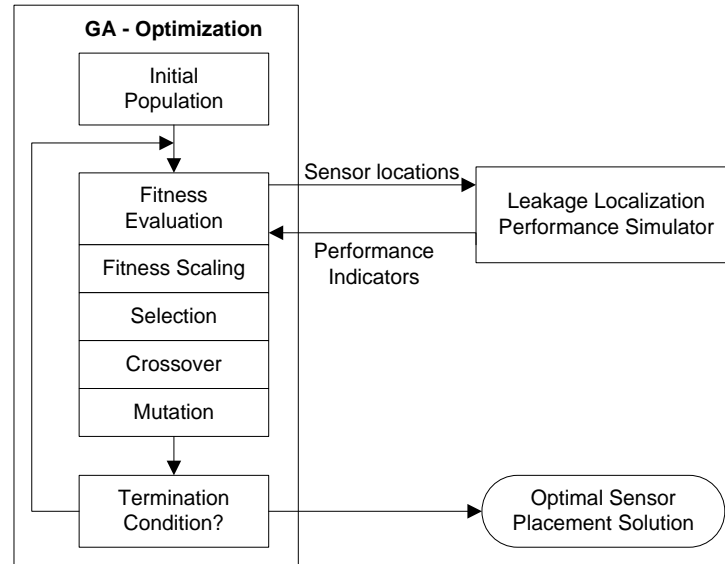 GA - Optimization
Initial
Population
Sensor locations
Fitness
Evaluation
Leakage Localization
Performance Simulator
Performance
Indicators
Fitness Scaling
Selection
Crossover
Mutation
Termination
Condition?
Optimal Sensor
Placement Solution